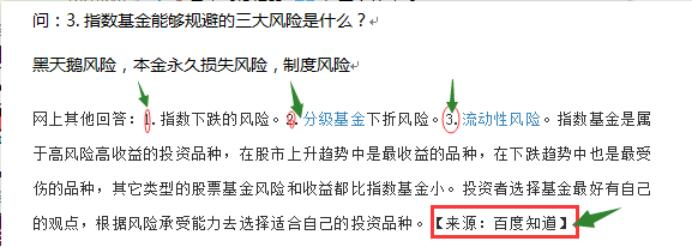 问：3. 指数基金能够规避的三大风险是什么？
黑天鹅风险，本金永久损失风险，制度风险
网上其他回答：1. 指数下跌的风险。2. 分级基金下折风险。3. 流动性风险。指数基金是属
于高风险高收益的投资品种，在股市上升趋势中是最收益的品种，在下跌趋势中也是最受
伤的品种，其它类型的股票基金风险和收益都比指数基金小。投资者选择基金最好有自己
的观点，根据风险承受能力去选择适合自己的投资品种。【来源：百度知道】